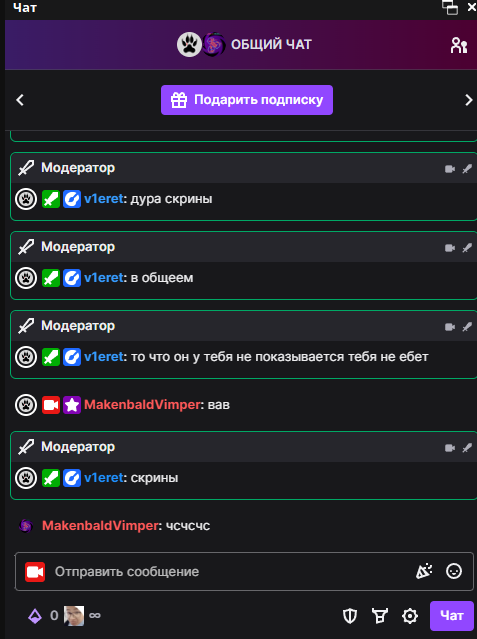 Чат
ОБЩИЙ ЧАТ
Подарить подписку
Модератор
v1eret: дура скрины
Модератор
v1eret: в общеем
Модератор
v1eret: то что он у тебя не показывается тебя не ебет
MakenbaldVimper: вав
Модератор
v1eret: скрины
MakenbaldVimper: чсчсчс
Отправить сообщение
0 ∞
Чат